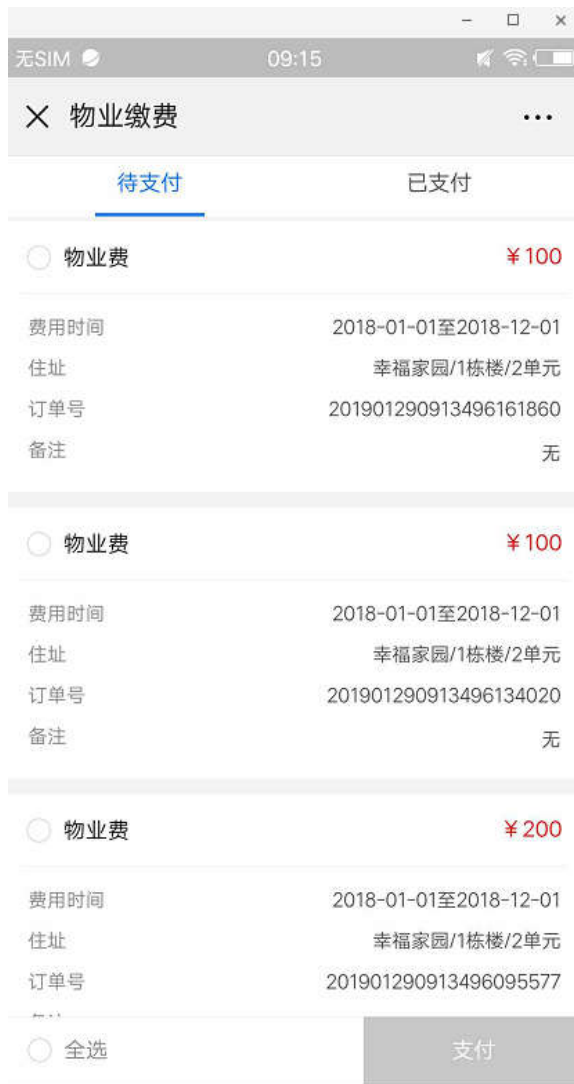 无SIM 09:15
物业缴费
待支付 已支付
物业费 ￥100
费用时间 2018-01-01至2018-12-01
住址 幸福家园/1栋楼/2单元
订单号 201901290913496161860
备注 无
物业费 ￥100
费用时间 2018-01-01至2018-12-01
住址 幸福家园/1栋楼/2单元
订单号 201901290913496134020
备注 无
物业费 ￥200
费用时间 2018-01-01至2018-12-01
住址 幸福家园/1栋楼/2单元
订单号 201901290913496095577
全选 支付